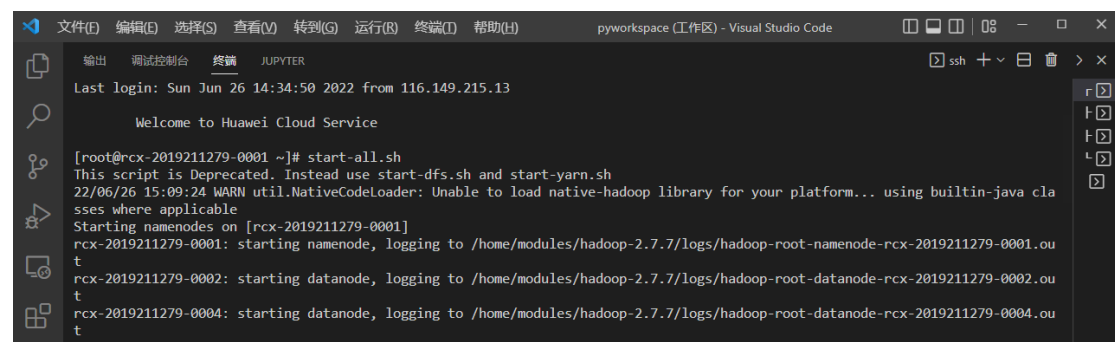 文件(F) 编辑(E) 选择(S) 查看(V) 转到(G) 运行(R) 终端(T) 帮助(H) pyworkspace (工作区) - Visual Studio Code
输出 调试控制台 终端 JUPYTER ssh
Last login: Sun Jun 26 14:34:50 2022 from 116.149.215.13
Welcome to Huawei Cloud Service
[root@rcx-2019211279-0001 ~]# start-all.sh
This script is Deprecated. Instead use start-dfs.sh and start-yarn.sh
22/06/26 15:09:24 WARN util.NativeCodeLoader: Unable to load native-hadoop library for your platform... using builtin-java cla
sses where applicable
Starting namenodes on [rcx-2019211279-0001]
rcx-2019211279-0001: starting namenode, logging to /home/modules/hadoop-2.7.7/logs/hadoop-root-namenode-rcx-2019211279-0001.ou
t
rcx-2019211279-0002: starting datanode, logging to /home/modules/hadoop-2.7.7/logs/hadoop-root-datanode-rcx-2019211279-0002.ou
t
rcx-2019211279-0004: starting datanode, logging to /home/modules/hadoop-2.7.7/logs/hadoop-root-datanode-rcx-2019211279-0004.ou
t